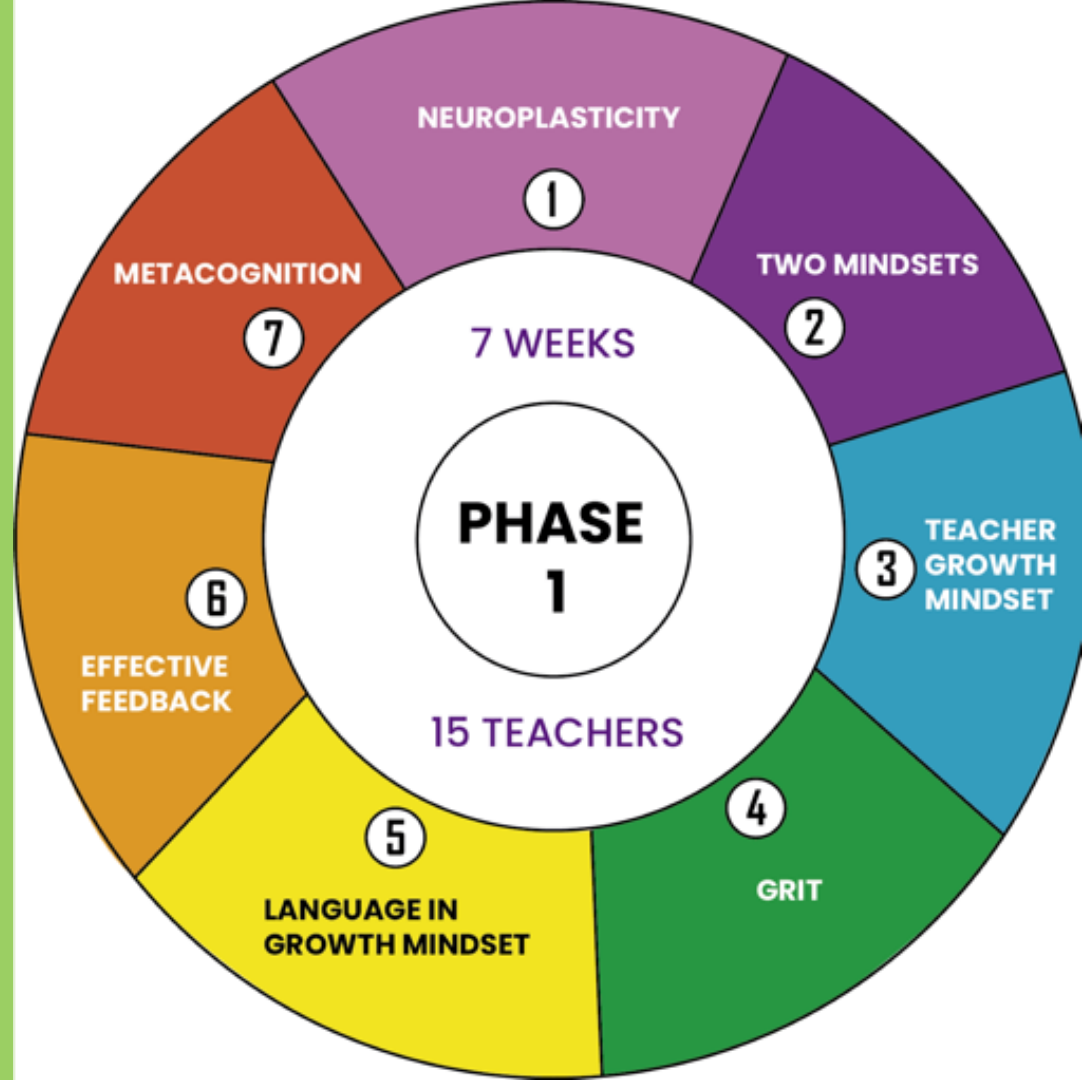 NEUROPLASTICITY
1
TWO MINDSETS
2
3
TEACHER
GROWTH
MINDSET
4
GRIT
5
LANGUAGE IN
GROWTH MINDSET
6
EFFECTIVE
FEEDBACK
METACOGNITION
7
7 WEEKS
PHASE
1
15 TEACHERS